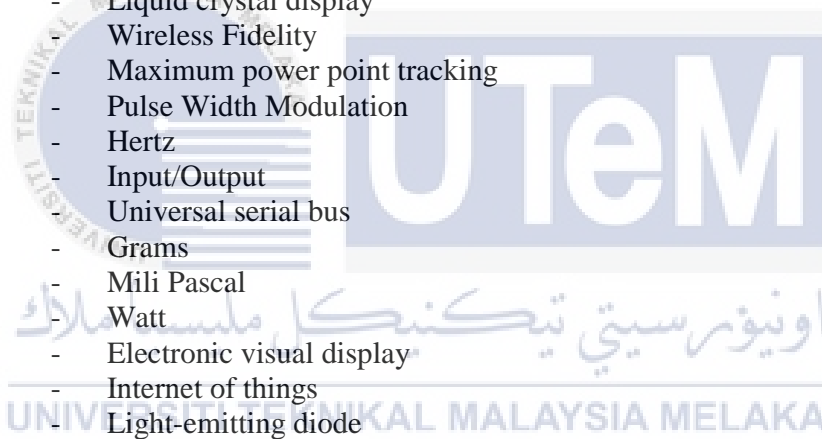 - Liquid crystal display
- Wireless Fidelity
- Maximum power point tracking
- Pulse Width Modulation
- Hertz
- Input/Output
- Universal serial bus
- Grams
- Mili Pascal
- Watt
- Electronic visual display
- Internet of things
- Light-emitting diode
UTeM
اونيۏرسيتي تيكنيكل مليسيا ملاك
UNIVERSITI TEKNIKAL MALAYSIA MELAKA